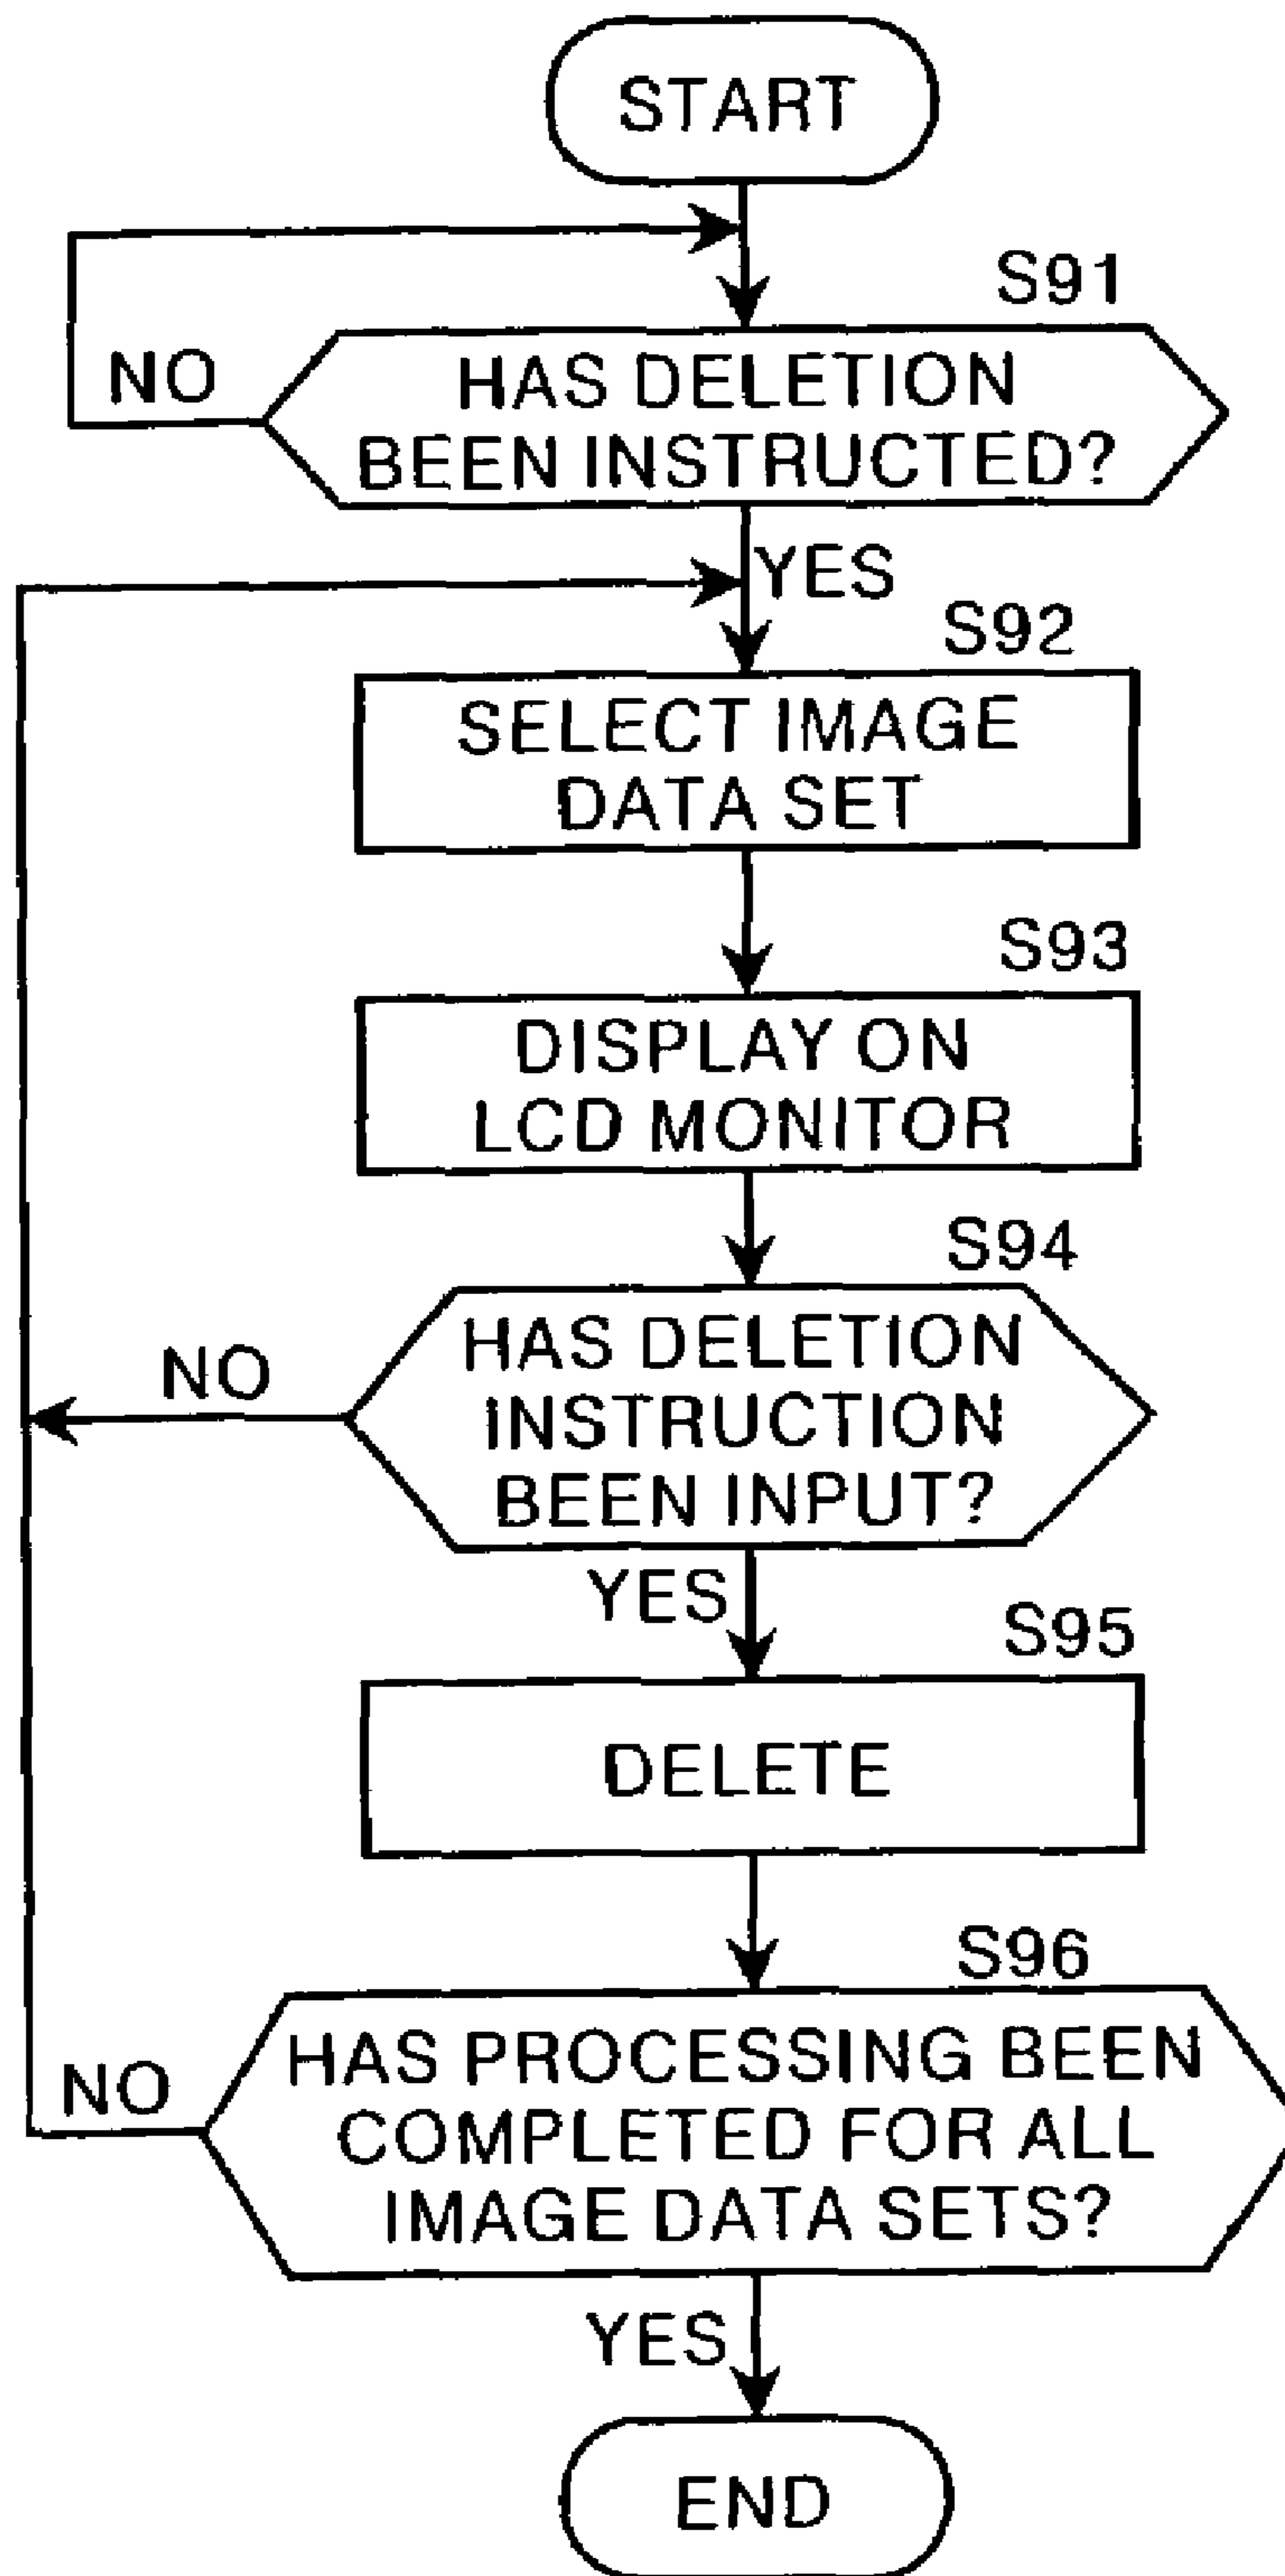 START
S91
NO
HAS DELETION
BEEN INSTRUCTED?
YES
S92
SELECT IMAGE
DATA SET
S93
DISPLAY ON
LCD MONITOR
S94
NO
HAS DELETION
INSTRUCTION
BEEN INPUT?
YES
S95
DELETE
S96
NO
HAS PROCESSING BEEN
COMPLETED FOR ALL
IMAGE DATA SETS?
YES
END